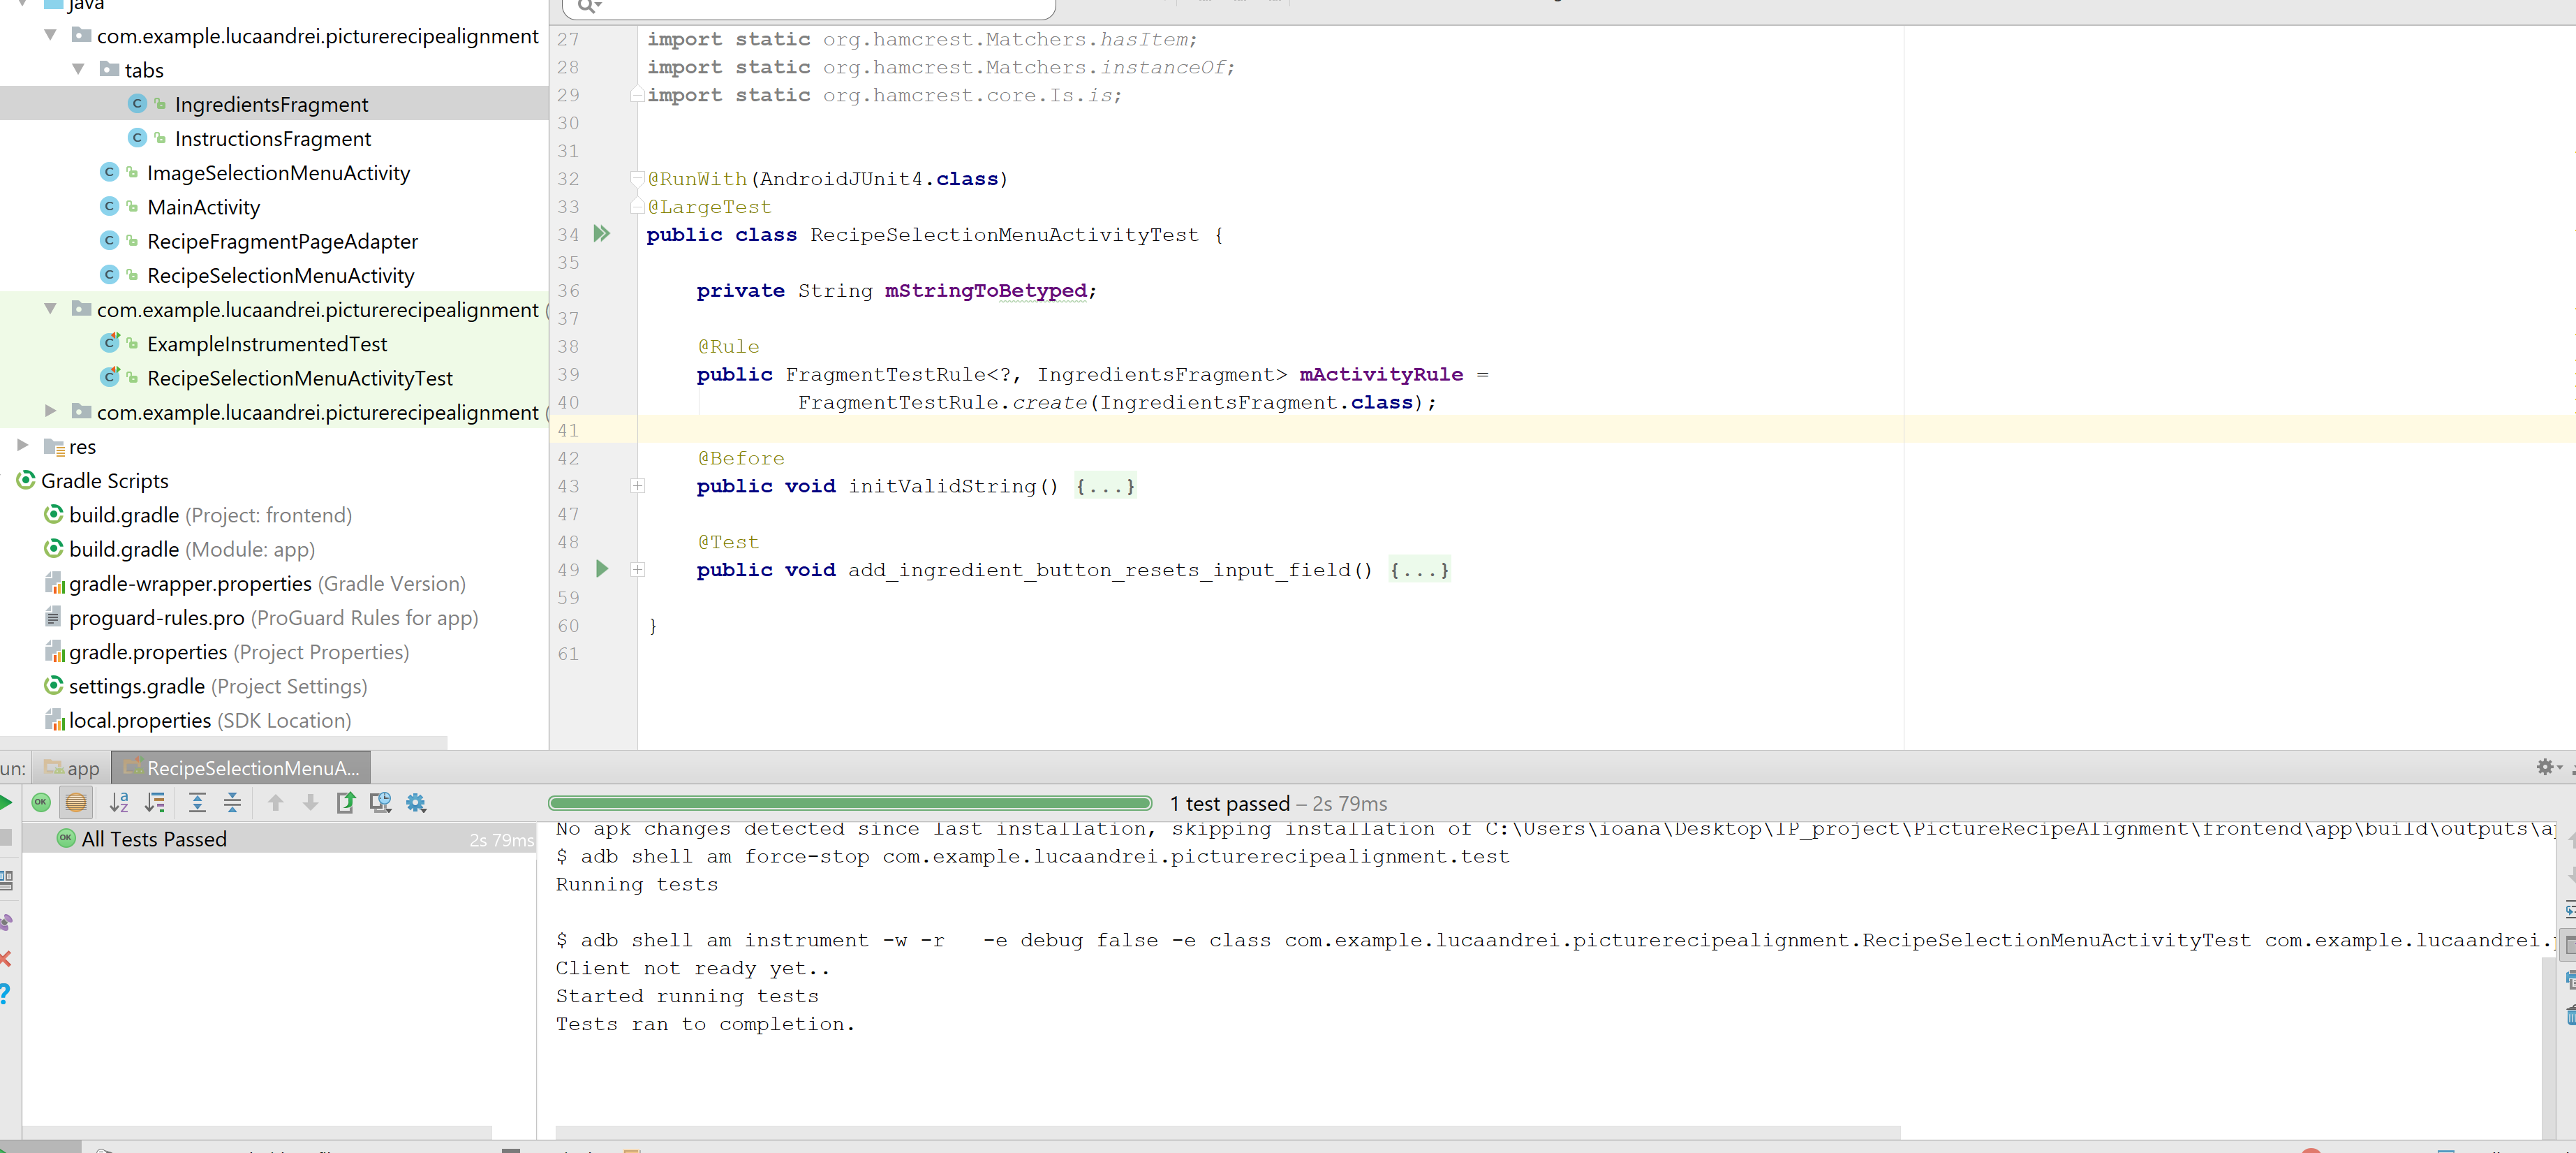 java
com.example.lucaandrei.picturerecipealignment
tabs
IngredientsFragment
InstructionsFragment
ImageSelectionMenuActivity
MainActivity
RecipeFragmentPageAdapter
RecipeSelectionMenuActivity
com.example.lucaandrei.picturerecipealignment (
ExampleInstrumentedTest
RecipeSelectionMenuActivityTest
com.example.lucaandrei.picturerecipealignment (
res
Gradle Scripts
build.gradle (Project: frontend)
build.gradle (Module: app)
gradle-wrapper.properties (Gradle Version)
proguard-rules.pro (ProGuard Rules for app)
gradle.properties (Project Properties)
settings.gradle (Project Settings)
local.properties (SDK Location)
27 import static org.hamcrest.Matchers.hasItem;
28 import static org.hamcrest.Matchers.instanceOf;
29 import static org.hamcrest.core.Is.is;
30
31
32 @RunWith(AndroidJUnit4.class)
33 @LargeTest
34 public class RecipeSelectionMenuActivityTest {
35
36 private String mStringToBetyped;
37
38 @Rule
39 public FragmentTestRule<?, IngredientsFragment> mActivityRule =
40 FragmentTestRule.create(IngredientsFragment.class);
41
42 @Before
43 public void initValidString() {...}
47
48 @Test
49 public void add_ingredient_button_resets_input_field() {...}
59
60 }
61
un: app RecipeSelectionMenuA...
OK 1 test passed – 2s 79ms
OK All Tests Passed 2s 79ms
No apk changes detected since last installation, skipping installation of C:\Users\ioana\Desktop\IP_project\PictureRecipeAlignment\frontend\app\build\outputs\a
$ adb shell am force-stop com.example.lucaandrei.picturerecipealignment.test
Running tests
$ adb shell am instrument -w -r -e debug false -e class com.example.lucaandrei.picturerecipealignment.RecipeSelectionMenuActivityTest com.example.lucaandrei.
Client not ready yet..
Started running tests
Tests ran to completion.